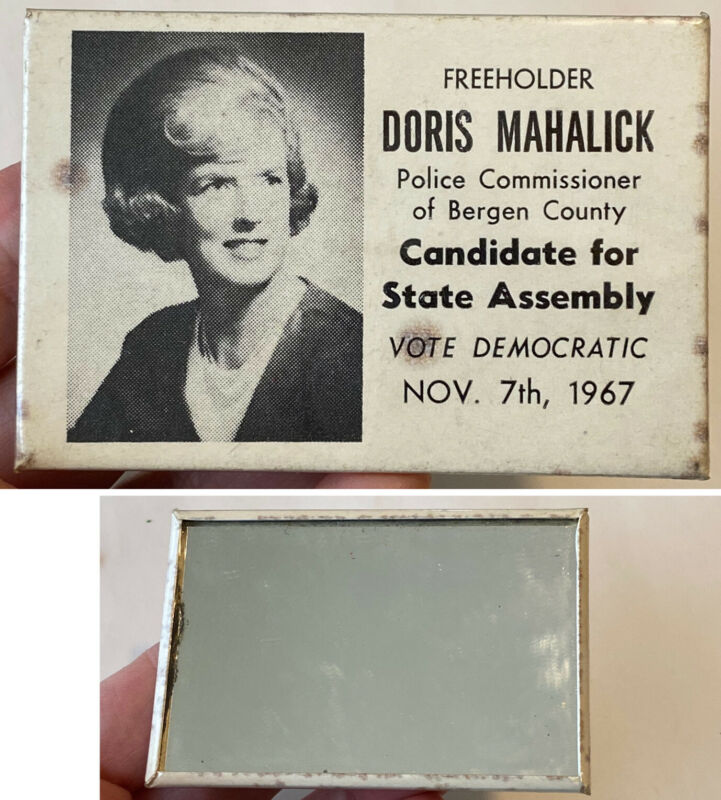 FREEHOLDER
DORIS MAHALICK
Police Commissioner
of Bergen County
Candidate for
State Assembly
VOTE DEMOCRATIC
NOV. 7th, 1967